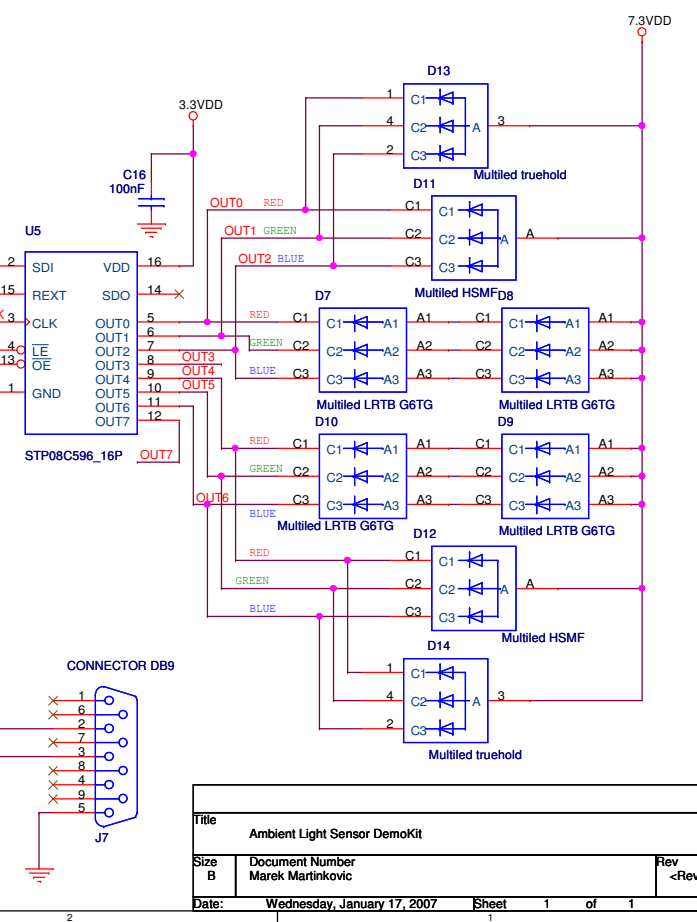 7.3VDD
D13
3.3VDD
1 C1
4 C2 A 3
2 C3
C16
100nF
Multiled truehold
D11
OUT0 RED C1 C1
OUT1 GREEN C2 C2 A A
OUT2 BLUE C3 C3
U5
Multiled HSMF
D7 D8
2 SDI VDD 16
15 REXT SDO 14
3 CLK OUT0 5
OUT1 6
4 LE OUT2 7
13 OE OUT3 8 OUT3
OUT4 9 OUT4
1 GND OUT5 10 OUT5
OUT6 11
OUT7 12
RED C1 C1 A1 A1 C1 C1 A1 A1
GREEN C2 C2 A2 A2 C2 C2 A2 A2
BLUE C3 C3 A3 A3 C3 C3 A3 A3
Multiled LRTB G6TG Multiled LRTB G6TG
D10 D9
STP08C596_16P OUT7
RED C1 C1 A1 A1 C1 C1 A1 A1
GREEN C2 C2 A2 A2 C2 C2 A2 A2
OUT6 C3 C3 A3 A3 C3 C3 A3 A3
BLUE
Multiled LRTB G6TG Multiled LRTB G6TG
D12
RED C1 C1
GREEN C2 C2 A A
BLUE C3 C3
Multiled HSMF
D14
CONNECTOR DB9
1 C1
4 C2 A 3
2 C3
Multiled truehold
1
6
2
7
3
8
4
9
5
J7
Title
Ambient Light Sensor DemoKit
Size Document Number Rev
B Marek Martinkovic <Rev
Date: Wednesday, January 17, 2007 Sheet 1 of 1
2 1